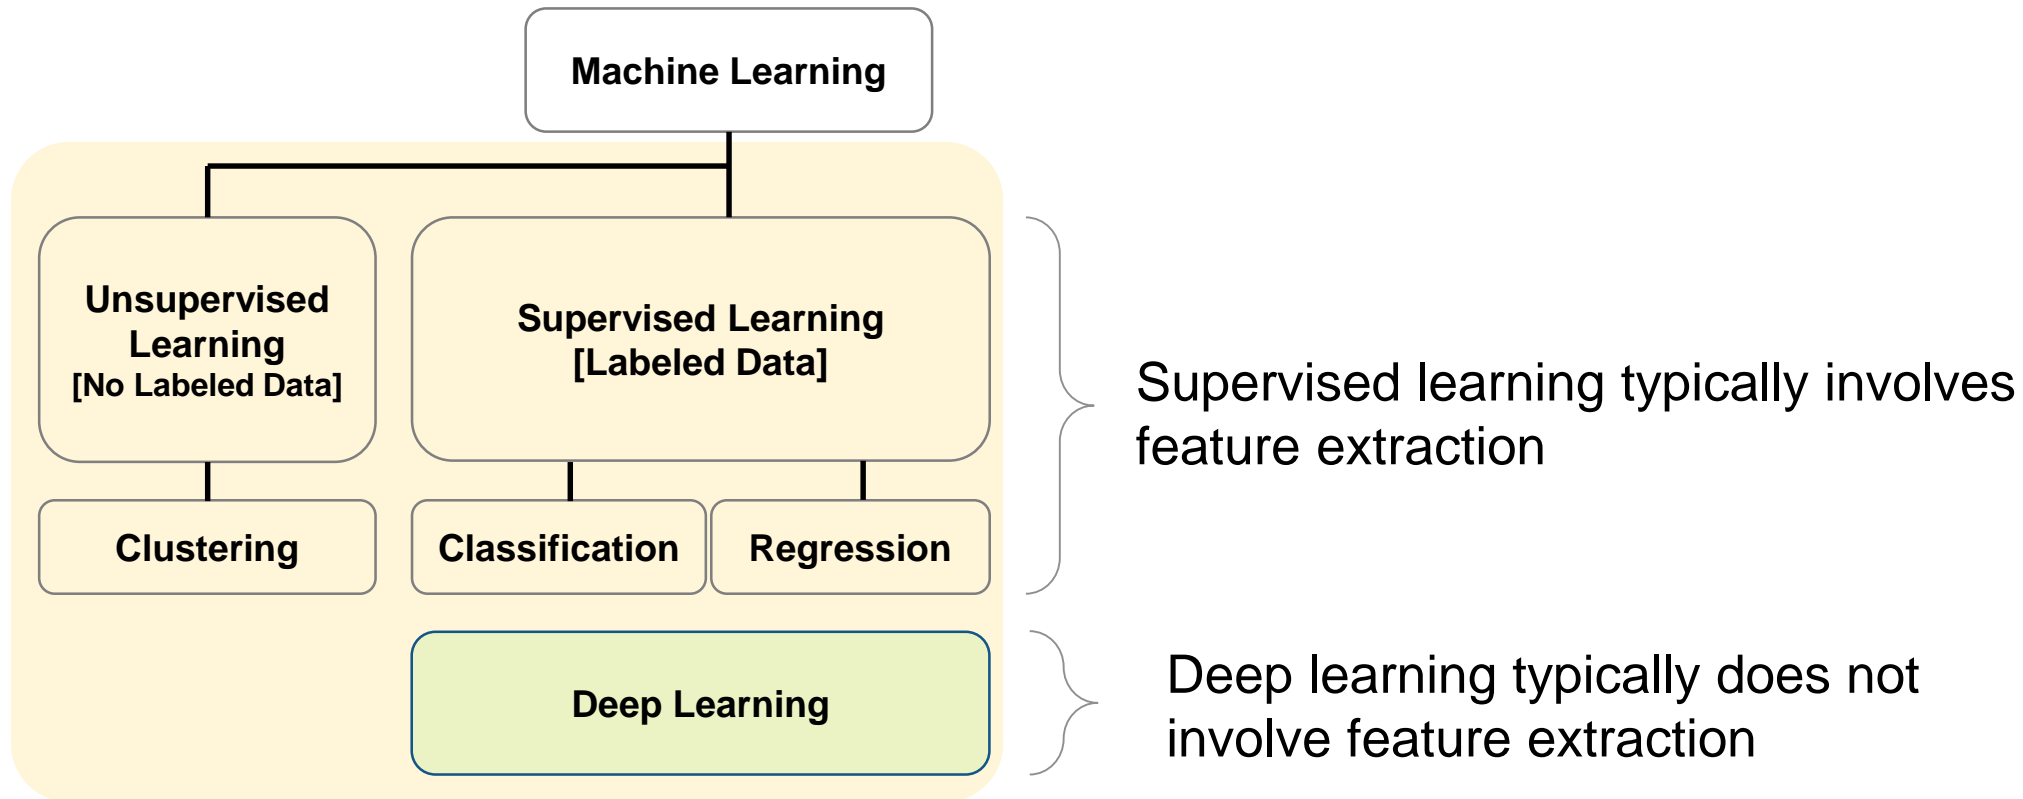 Machine Learning
Unsupervised
Learning
[No Labeled Data]
Supervised Learning
[Labeled Data]
Supervised learning typically involves
feature extraction
Clustering
Classification
Regression
Deep Learning
Deep learning typically does not
involve feature extraction